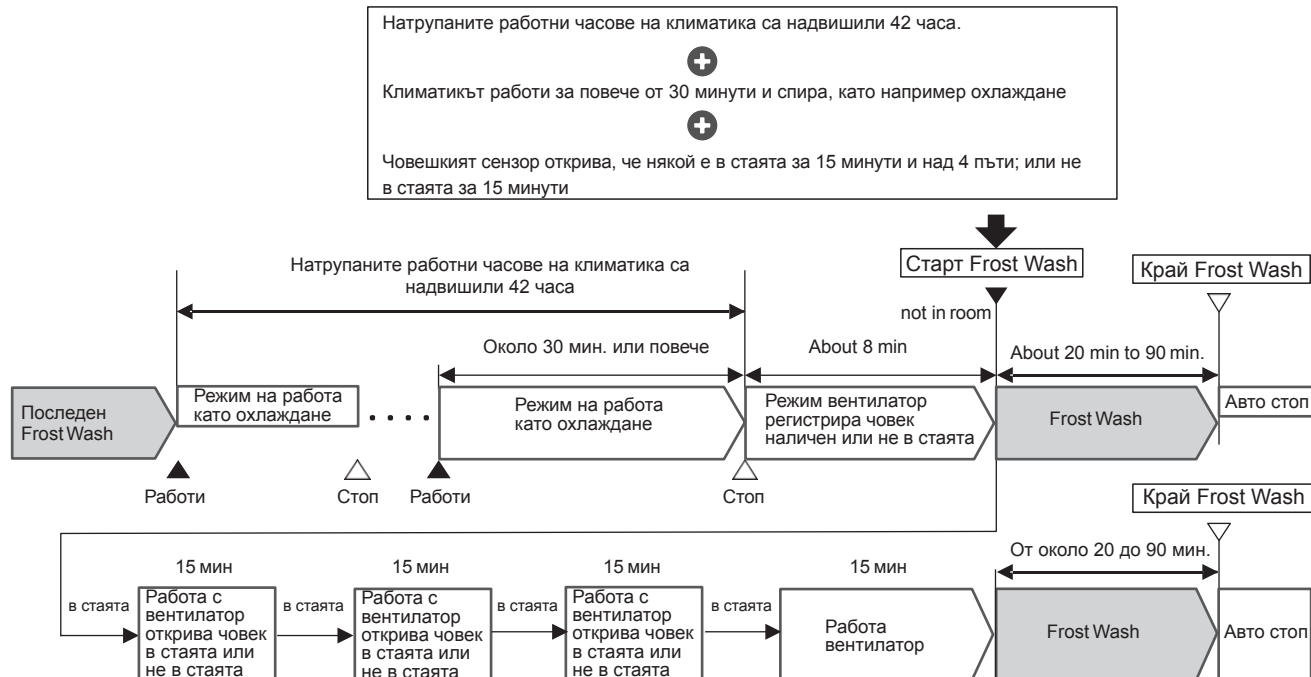 Натрупаните работни часове на климатика са надвишили 42 часа.
Климатикът работи за повече от 30 минути и спира, като например охлаждане
Човешкият сензор открива, че някой е в стаята за 15 минути и над 4 пъти; или не
в стаята за 15 минути
Старт Frost Wash
Край Frost Wash
Натрупаните работни часове на климатика са
надвишили 42 часа
not in room
Около 30 мин. или повече
About 8 min
About 20 min to 90 min.
Последен
Frost Wash
Режим на работа
като охлаждане
Режим на работа
като охлаждане
Режим вентилатор
регистрира човек
наличен или не в стаята
Frost Wash
Авто стоп
Работи
Стоп
Работи
Стоп
Край Frost Wash
15 мин
15 мин
15 мин
15 мин
От около 20 до 90 мин.
в стаята
Работа с
вентилатор
открива човек
в стаята или
не в стаята
в стаята
Работа с
вентилатор
открива човек
в стаята или
не в стаята
в стаята
Работа с
вентилатор
открива човек
в стаята или
не в стаята
в стаята
Работа
вентилатор
Frost Wash
Авто стоп